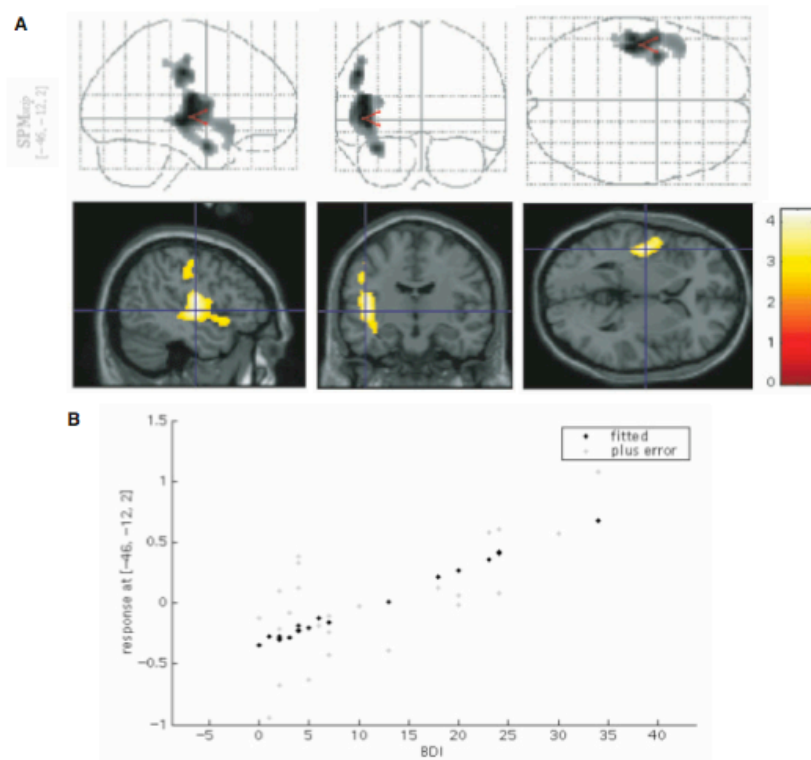 A
SPMmip
[−46, −12, 2]
4
3
2
1
0
B
1.5
1
0.5
0
−0.5
−1
response at [−46, −12, 2]
fitted
plus error
−5 0 5 10 15 20 25 30 35 40
BDI